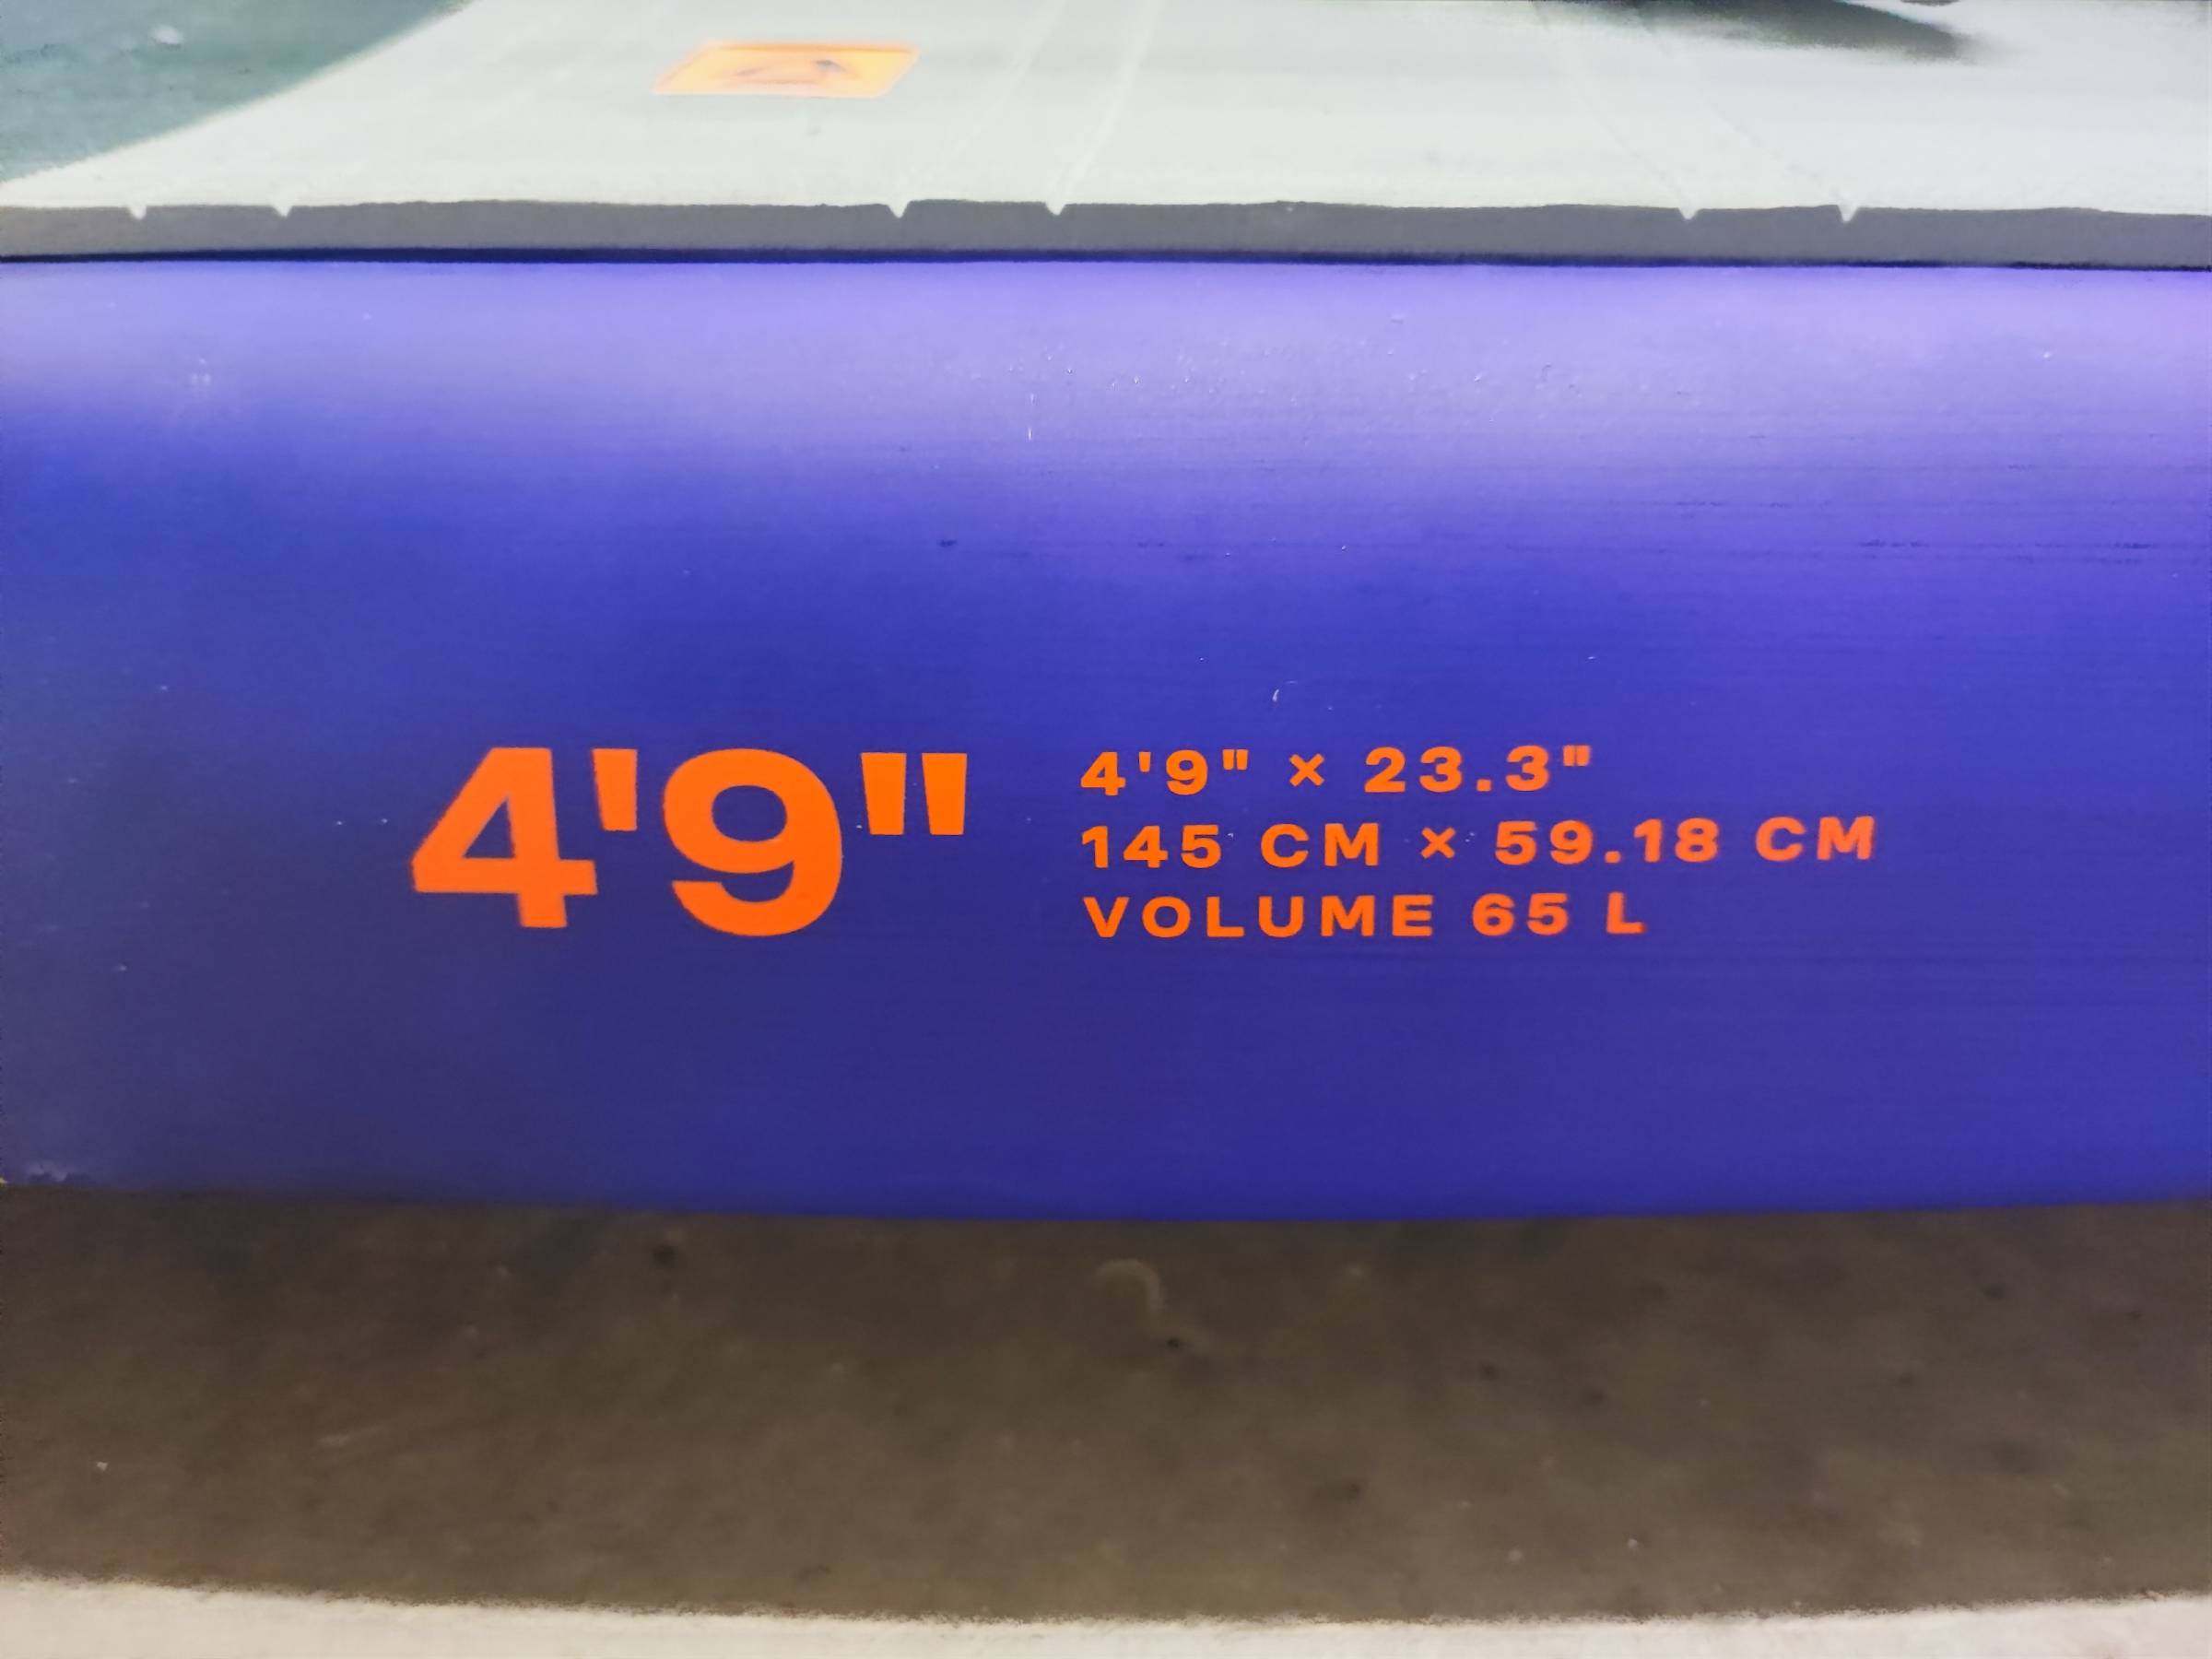 4'9"
4'9" × 23.3"
145 CM × 59.18 CM
VOLUME 65 L